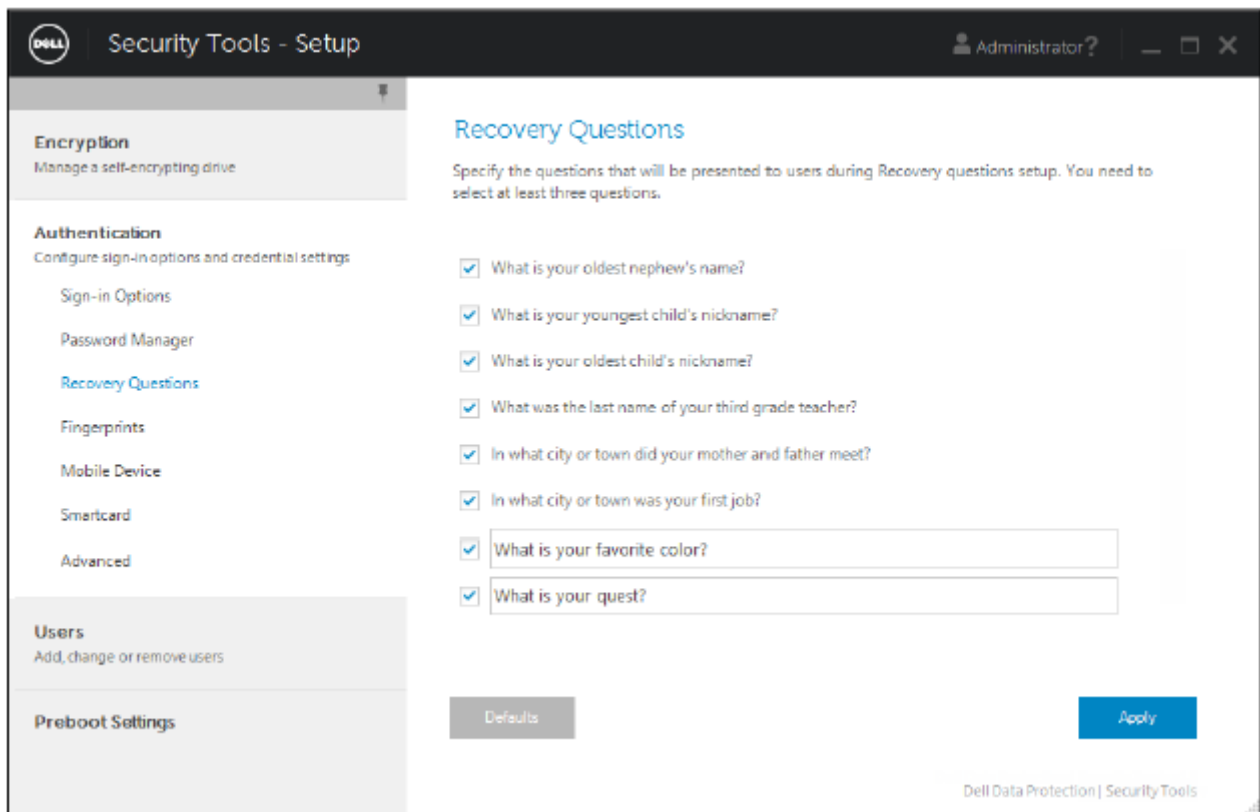 DELL
Security Tools - Setup
Administrator ?
Encryption
Manage a self-encrypting drive
Authentication
Configure sign-in options and credential settings
Sign-in Options
Password Manager
Recovery Questions
Fingerprints
Mobile Device
Smartcard
Advanced
Users
Add, change or remove users
Preboot Settings
Recovery Questions
Specify the questions that will be presented to users during Recovery questions setup. You need to
select at least three questions.
What is your oldest nephew's name?
What is your youngest child's nickname?
What is your oldest child's nickname?
What was the last name of your third grade teacher?
In what city or town did your mother and father meet?
In what city or town was your first job?
What is your favorite color?
What is your quest?
Defaults
Apply
Dell Data Protection | Security Tools